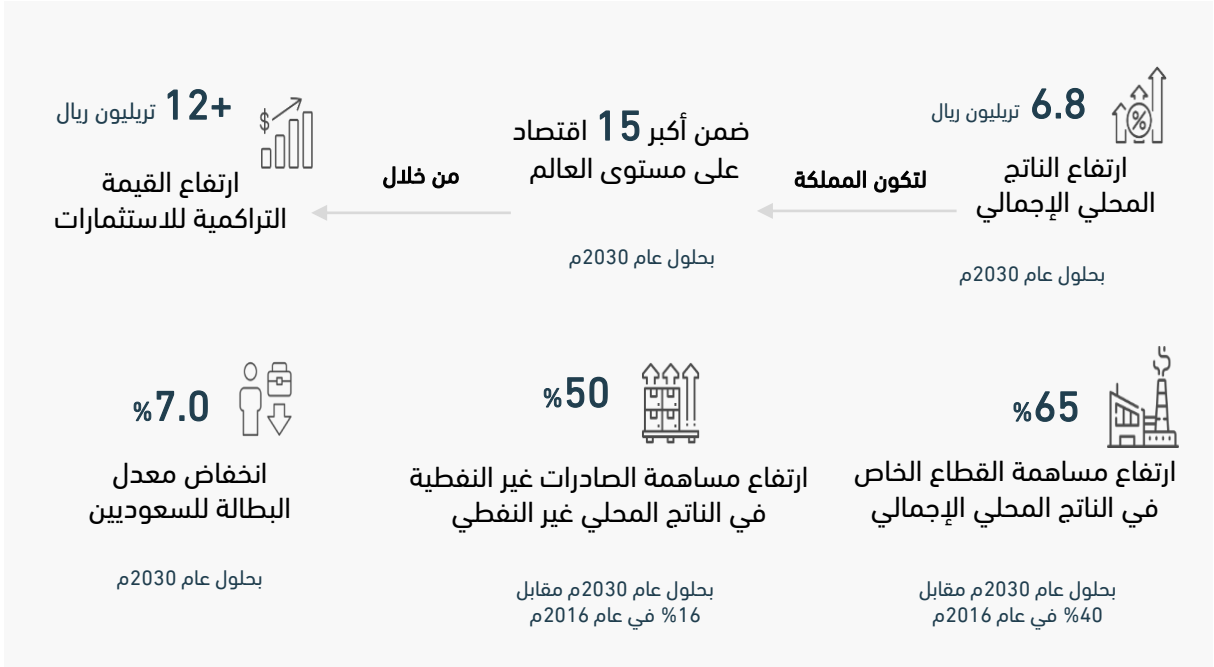 6.8 تريليون ريال
ارتفاع الناتج
المحلي الإجمالي
بحلول عام 2030م
لتكون المملكة
ضمن أكبر 15 اقتصاد
على مستوى العالم
بحلول عام 2030م
من خلال
+12 تريليون ريال
$
ارتفاع القيمة
التراكمية للاستثمارات
%
%65
ارتفاع مساهمة القطاع الخاص
في الناتج المحلي الإجمالي
بحلول عام 2030م مقابل
%40 في عام 2016م
%50
ارتفاع مساهمة الصادرات غير النفطية
في الناتج المحلي غير النفطي
بحلول عام 2030م مقابل
%16 في عام 2016م
%7.0
انخفاض معدل
البطالة للسعوديين
بحلول عام 2030م